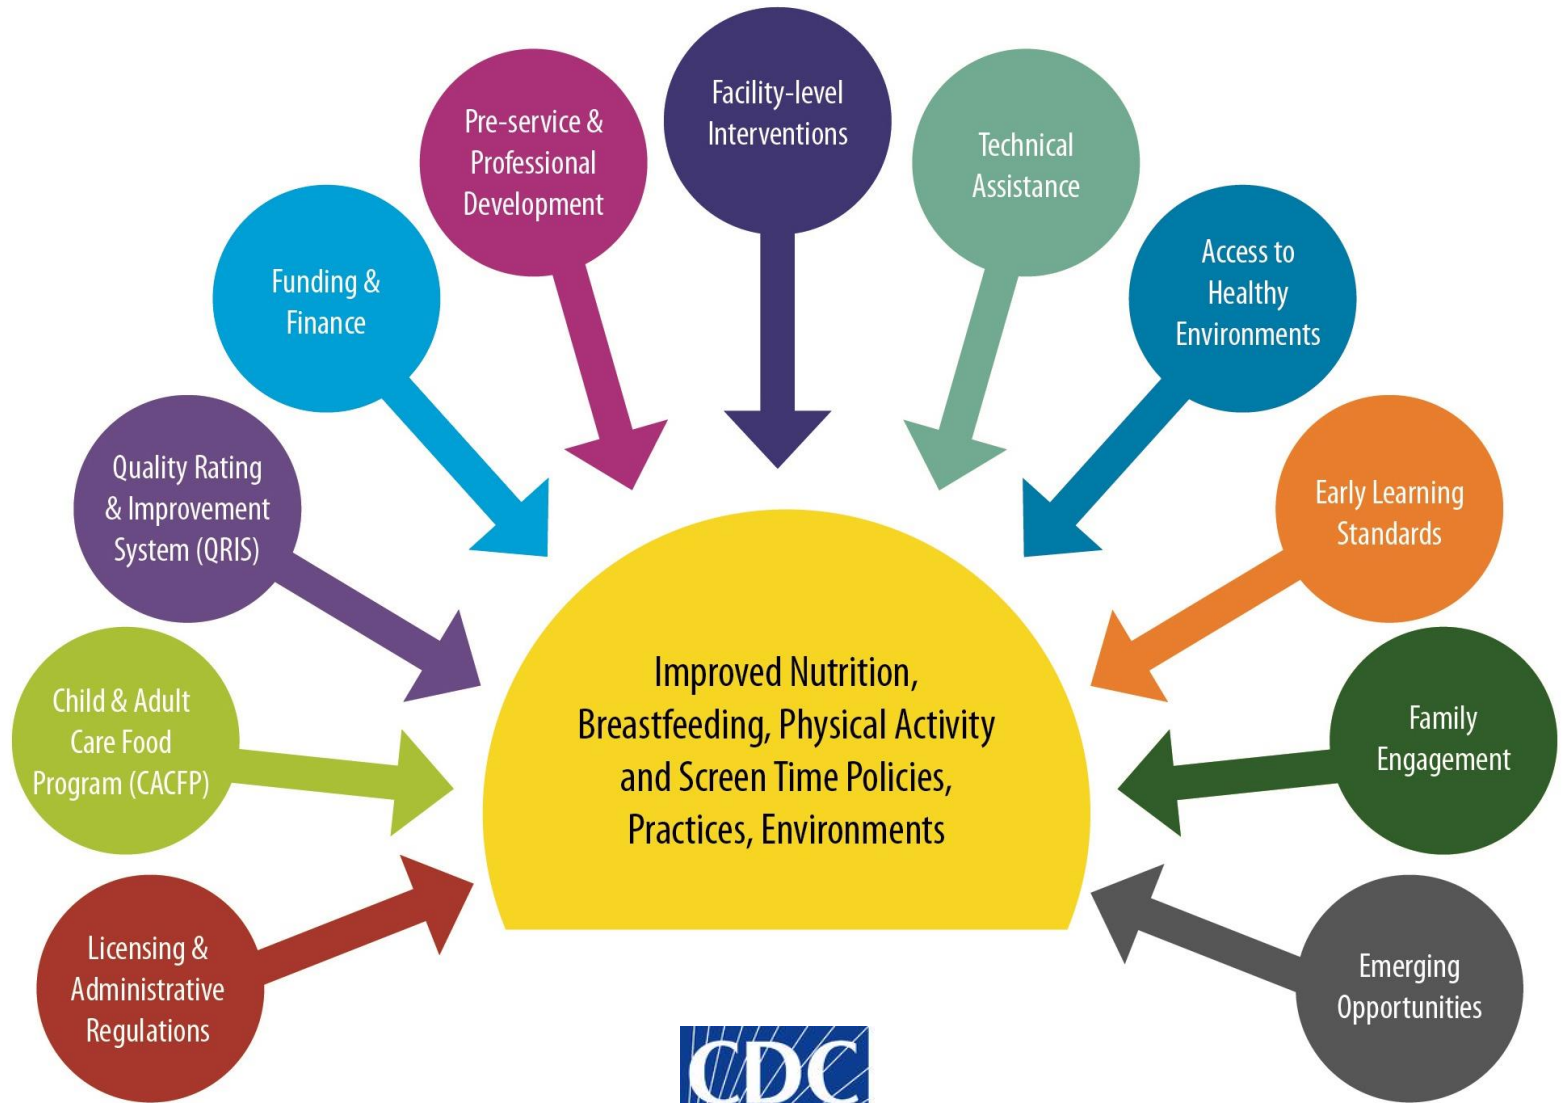 Facility-level
Interventions
Pre-service &
Professional
Development
Technical
Assistance
Funding &
Finance
Access to
Healthy
Environments
Quality Rating
& Improvement
System (QRIS)
Early Learning
Standards
Child & Adult
Care Food
Program (CACFP)
Improved Nutrition,
Breastfeeding, Physical Activity
and Screen Time Policies,
Practices, Environments
Family
Engagement
Licensing &
Administrative
Regulations
Emerging
Opportunities
CDC